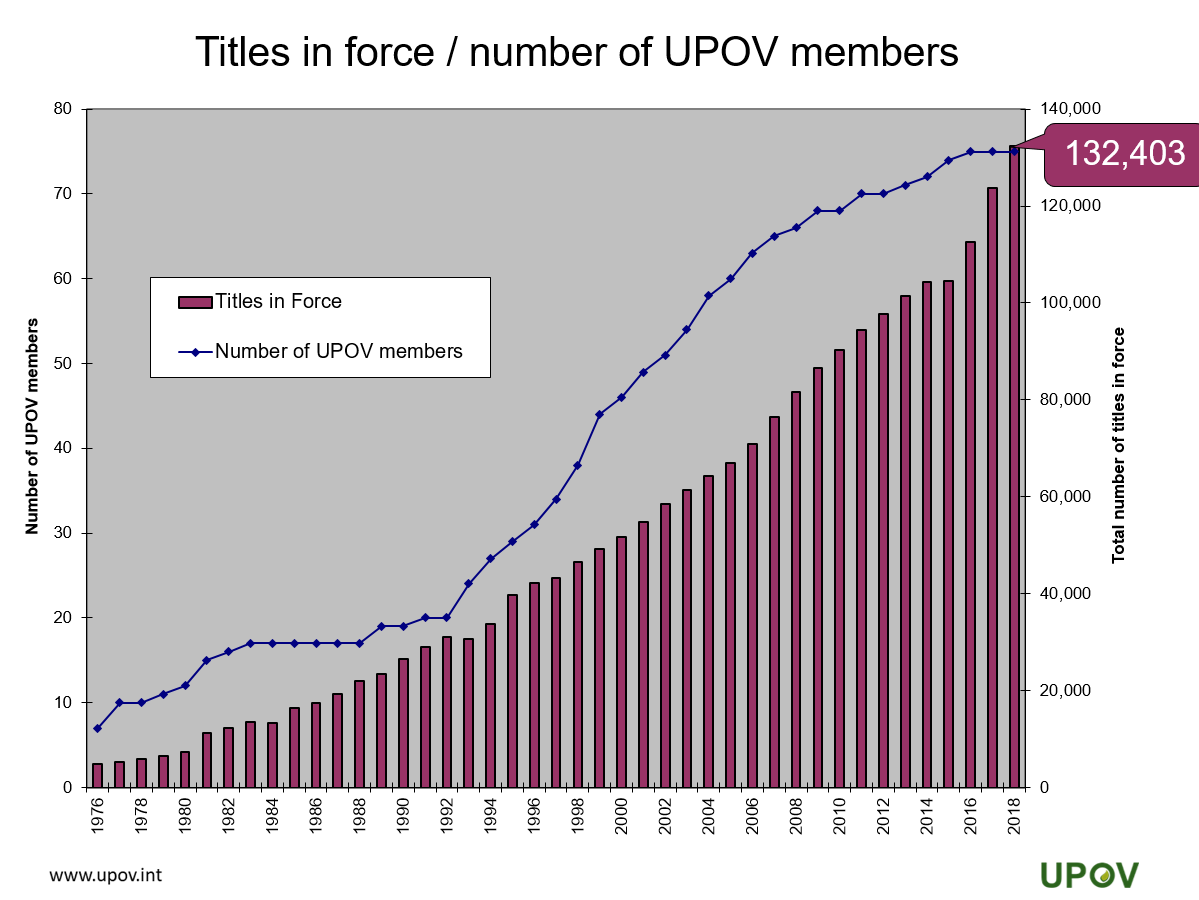 Titles in force / number of UPOV members
80
70
60
50
40
30
20
10
0
Number of UPOV members
Titles in Force
Number of UPOV members
140,000
120,000
100,000
80,000
60,000
40,000
20,000
0
Total number of titles in force
132,403
1976 1978 1980 1982 1984 1986 1988 1990 1992 1994 1996 1998 2000 2002 2004 2006 2008 2010 2012 2014 2016 2018
www.upov.int
UPOV